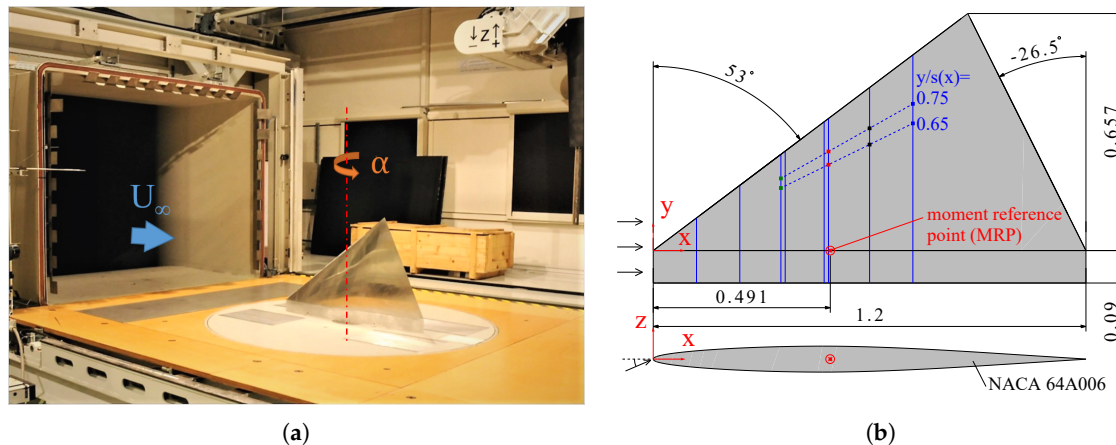 ↓z↑
− +
α
U∞
(a)
53°
-26.5°
y/s(x)=
0.75
0.65
0.657
y
x
moment reference
point (MRP)
0.491
1.2
0.09
z
x
NACA 64A006
(b)